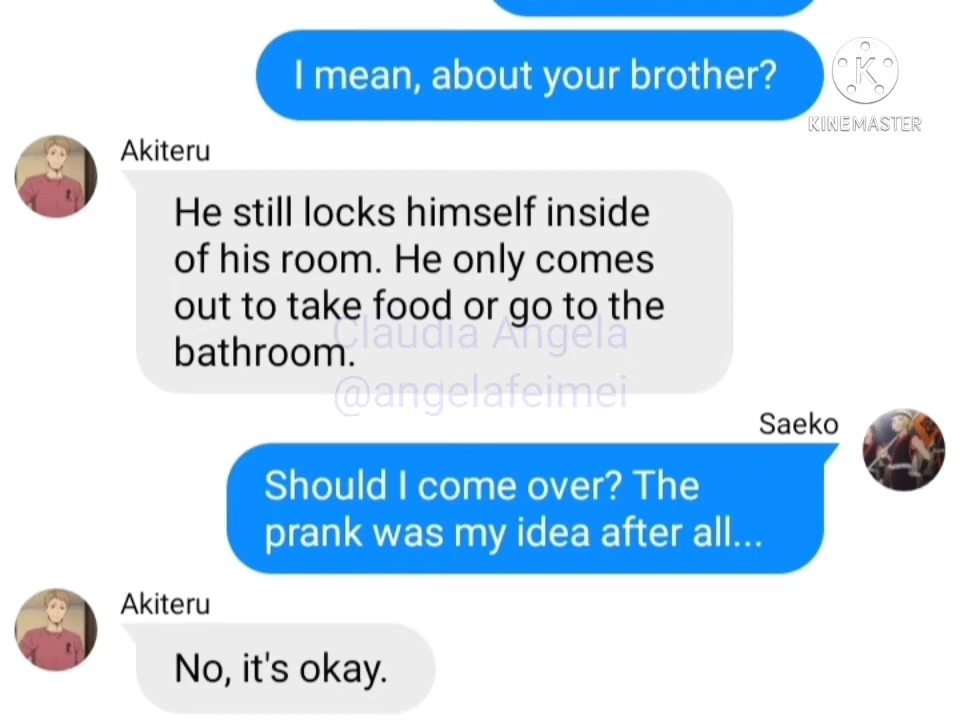 I mean, about your brother?
KINEMASTER
Akiteru
He still locks himself inside
of his room. He only comes
out to take food or go to the
bathroom.
Claudia Angela
@angelafeimei
Saeko
Should I come over? The
prank was my idea after all...
Akiteru
No, it's okay.